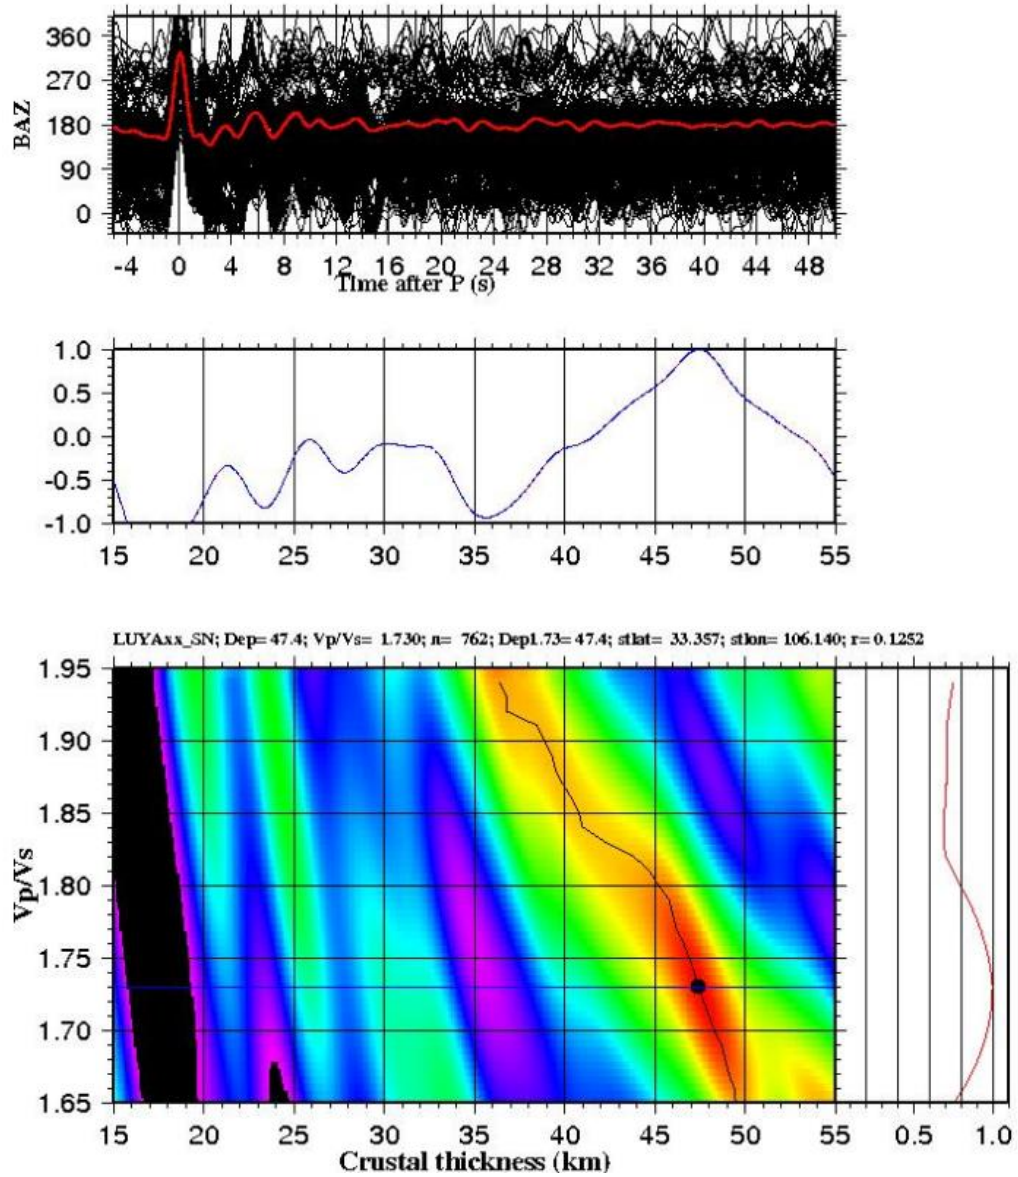 360
270
180
90
0
BAZ
-4 0 4 8 12 16 20 24 28 32 36 40 44 48
Time after P (s)
1.0
0.5
0.0
-0.5
-1.0
15 20 25 30 35 40 45 50 55
LUYAxx_SN; Dep= 47.4; Vp/Vs= 1.730; n= 762; Dep1.73= 47.4; stlat= 33.357; stlon= 106.140; r= 0.1252
1.95
1.90
1.85
1.80
1.75
1.70
1.65
Vp/Vs
15 20 25 30 35 40 45 50 55
0.5 1.0
Crustal thickness (km)